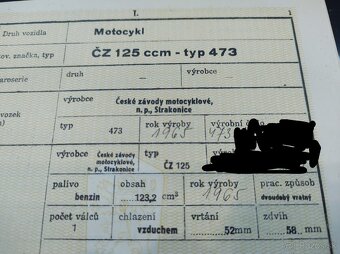 I.
Druh vozidla Motocykl
ov. značka, typ ČZ 125 ccm - typ 473
druh výrobce
aroserie
výrobce České závody motocyklové,
n. p., Strakonice
vozek
typ 473 rok výroby 1965 výrobní 473
výrobce České závody
motocyklové,
n. p., Strakonice
typ ČZ 125
palivo benzin
obsah 123,2 cm³
rok výroby 1965
prac. způsob
dvoudobý vratný
počet válců 1
chlazení vzduchem
vrtání 52 mm
zdvih 58 mm